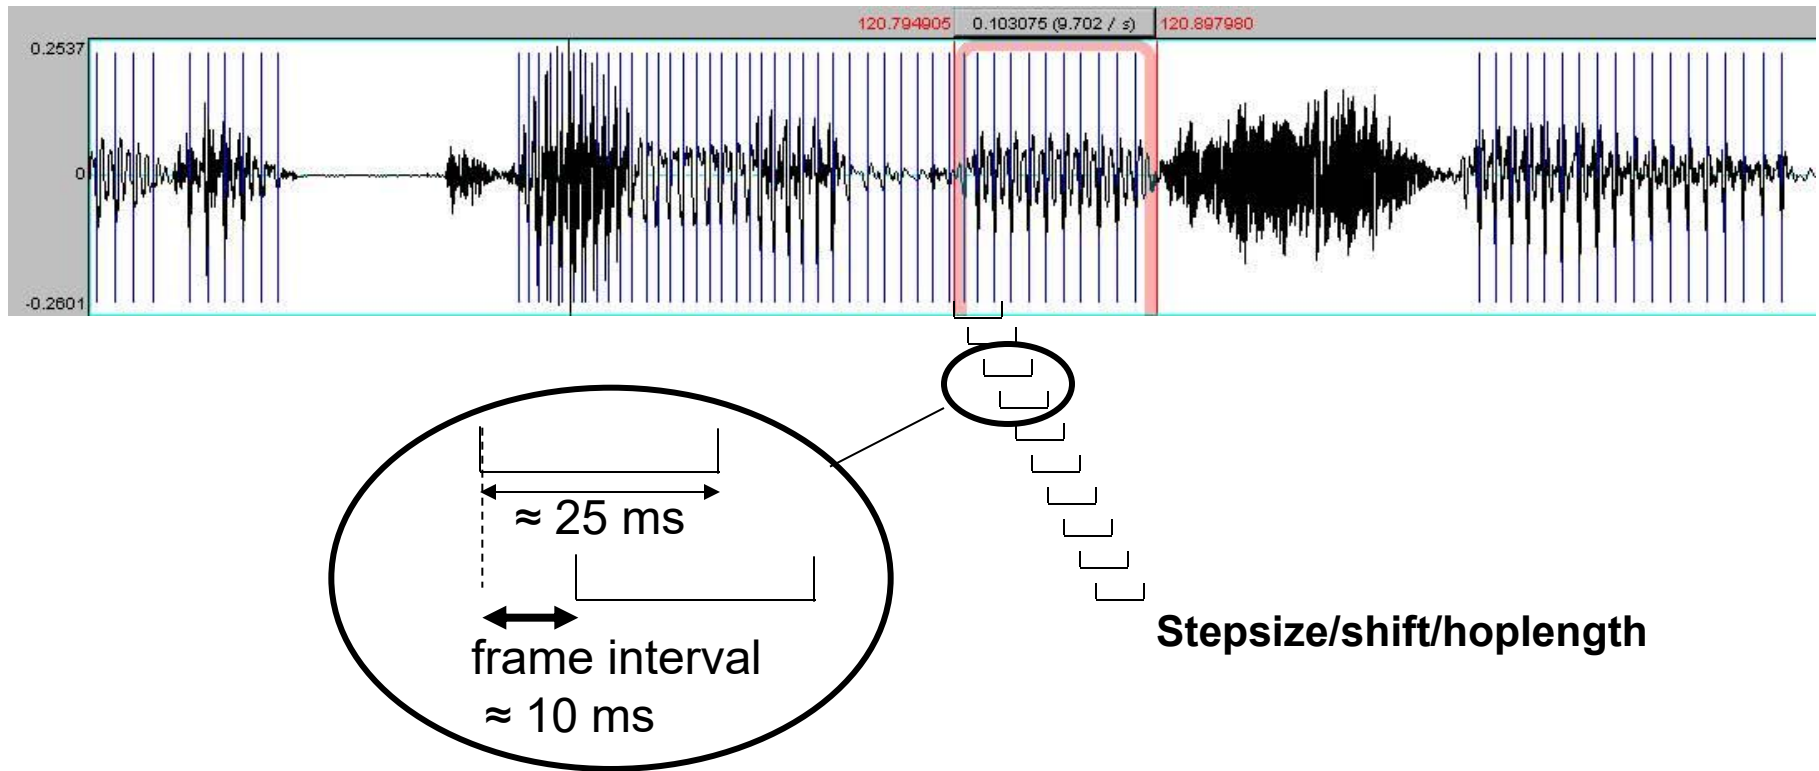 120.794905 0.103075 (9.702 / s) 120.897980
0.2537
0
-0.2601
≈ 25 ms
frame interval
≈ 10 ms
Stepsize/shift/hoplength